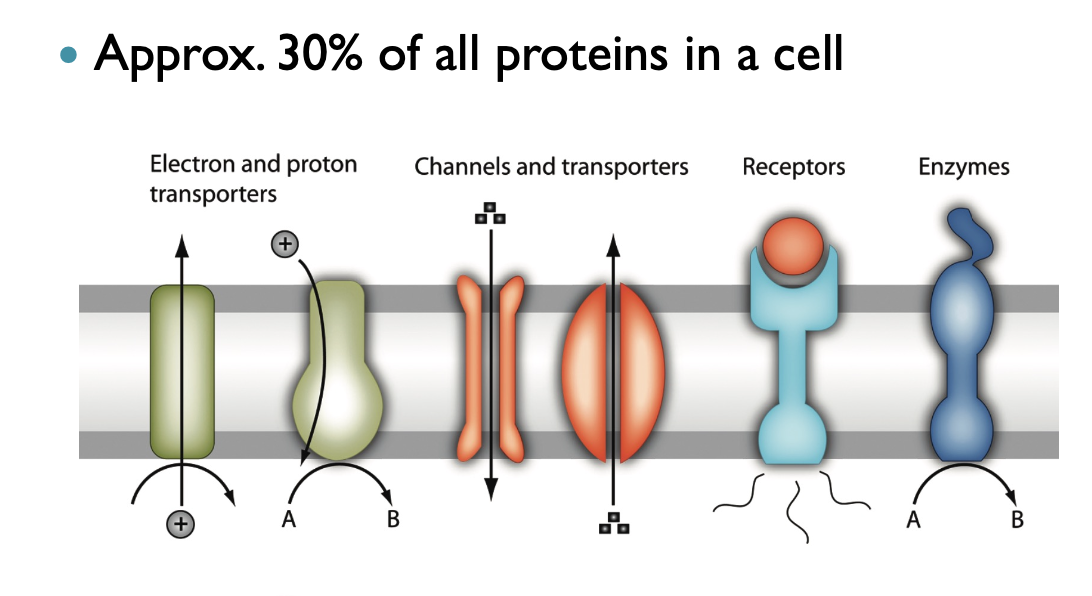 • Approx. 30% of all proteins in a cell
Electron and proton
transporters
Channels and transporters
Receptors
Enzymes
+
+
A
B
A
B